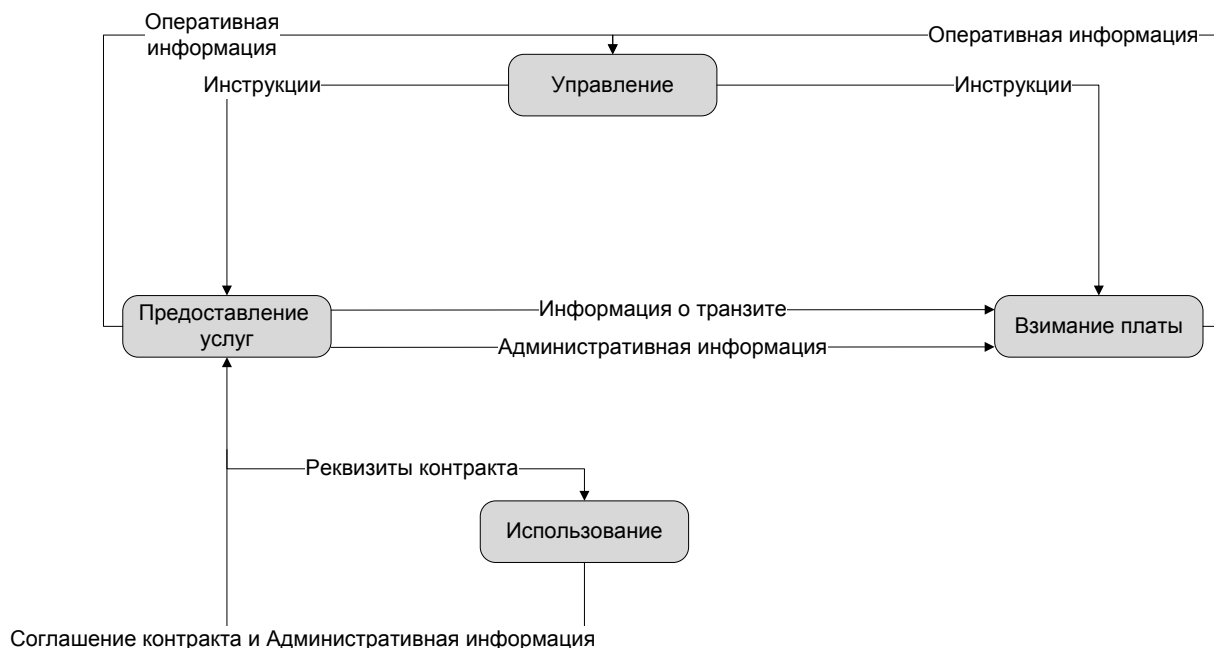 Оперативная
информация
Оперативная информация
Инструкции
Управление
Инструкции
Предоставление
услуг
Информация о транзите
Административная информация
Взимание платы
Реквизиты контракта
Использование
Соглашение контракта и Административная информация